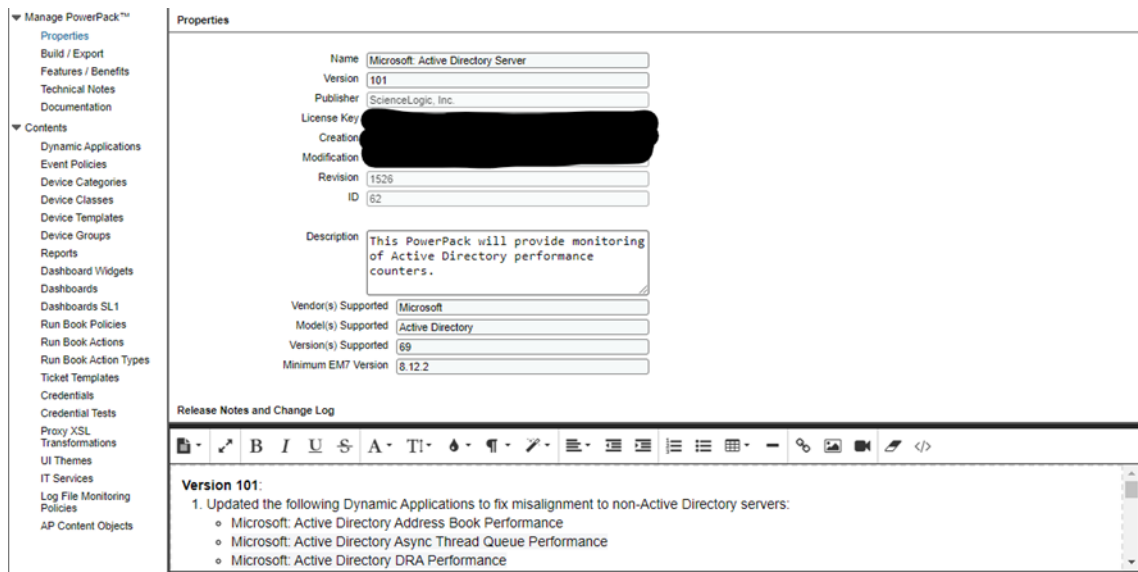 Manage PowerPack™
Properties
Build / Export
Features / Benefits
Technical Notes
Documentation
Contents
Dynamic Applications
Event Policies
Device Categories
Device Classes
Device Templates
Device Groups
Reports
Dashboard Widgets
Dashboards
Dashboards SL1
Run Book Policies
Run Book Actions
Run Book Action Types
Ticket Templates
Credentials
Credential Tests
Proxy XSL
Transformations
UI Themes
IT Services
Log File Monitoring
Policies
AP Content Objects
Properties
Name Microsoft: Active Directory Server
Version 101
Publisher ScienceLogic, Inc.
License Key
Creation
Modification
Revision 1526
ID 62
Description This PowerPack will provide monitoring
of Active Directory performance
counters.
Vendor(s) Supported Microsoft
Model(s) Supported Active Directory
Version(s) Supported 69
Minimum EM7 Version 8.12.2
Release Notes and Change Log
B I U S A TI
Version 101:
1. Updated the following Dynamic Applications to fix misalignment to non-Active Directory servers:
Microsoft: Active Directory Address Book Performance
Microsoft: Active Directory Async Thread Queue Performance
Microsoft: Active Directory DRA Performance